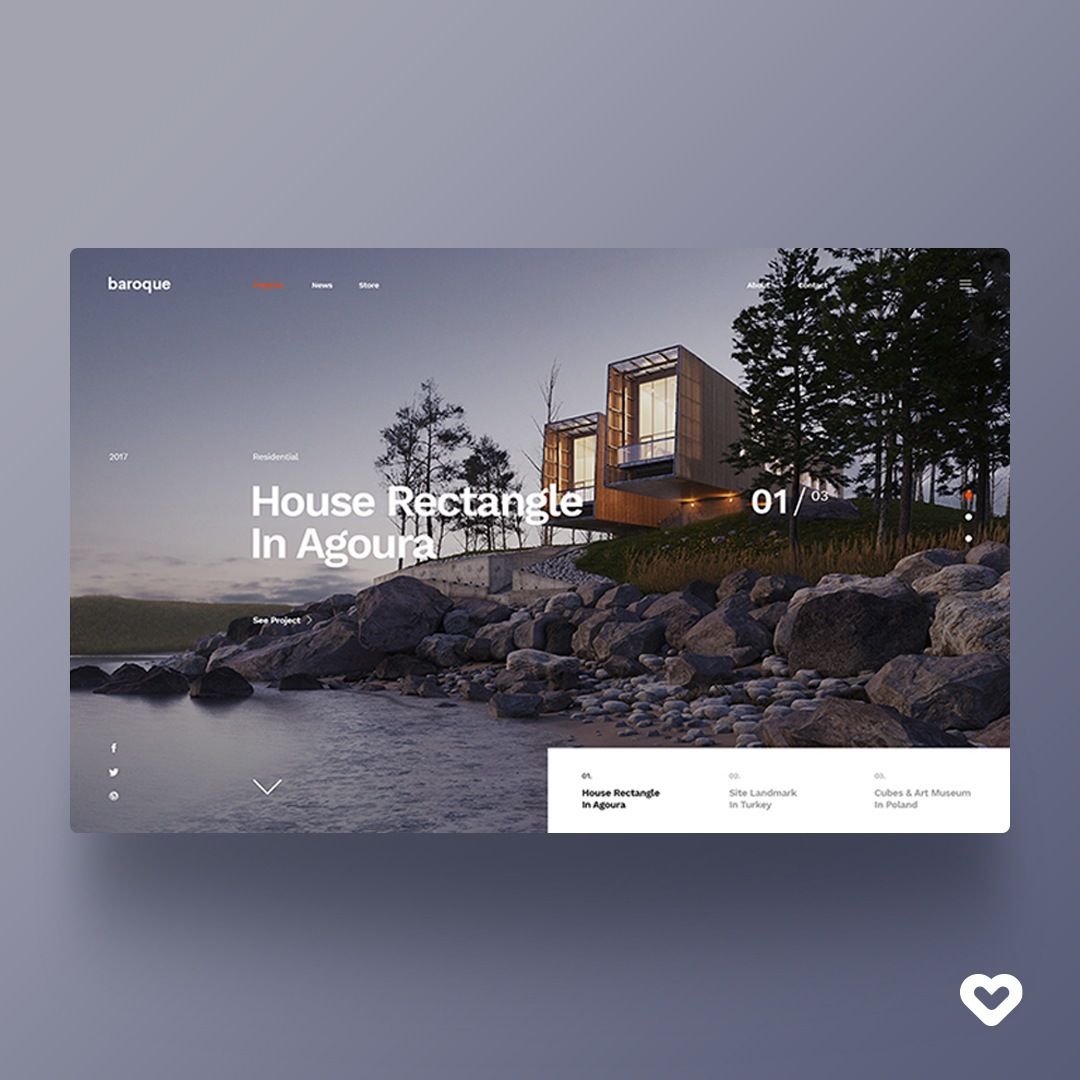 baroque
News
Store
About
Contact
2017
Residential
House Rectangle
In Agoura
01 / 03
See Project
01.
House Rectangle
In Agoura
02.
Site Landmark
In Turkey
03.
Cubes & Art Museum
In Poland